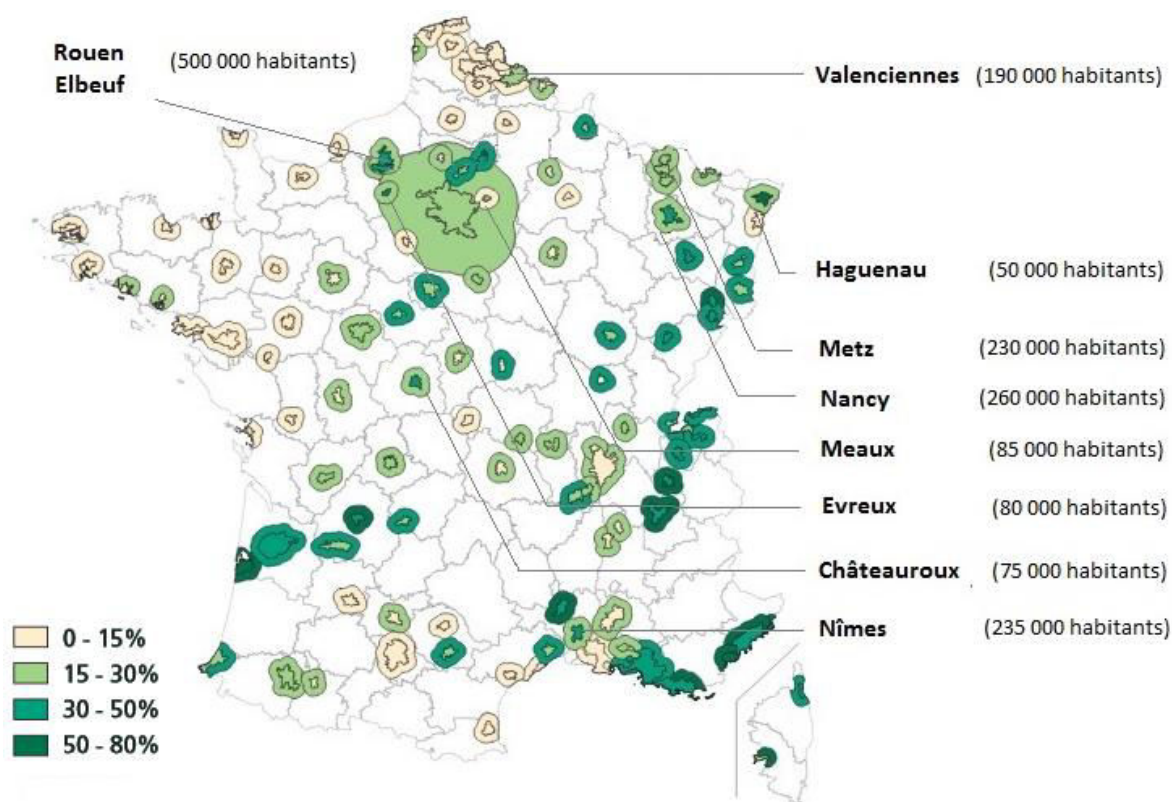 Rouen (500 000 habitants)
Elbeuf
Valenciennes (190 000 habitants)
Haguenau (50 000 habitants)
Metz (230 000 habitants)
Nancy (260 000 habitants)
Meaux (85 000 habitants)
Evreux (80 000 habitants)
Châteauroux (75 000 habitants)
Nîmes (235 000 habitants)
0 - 15%
15 - 30%
30 - 50%
50 - 80%